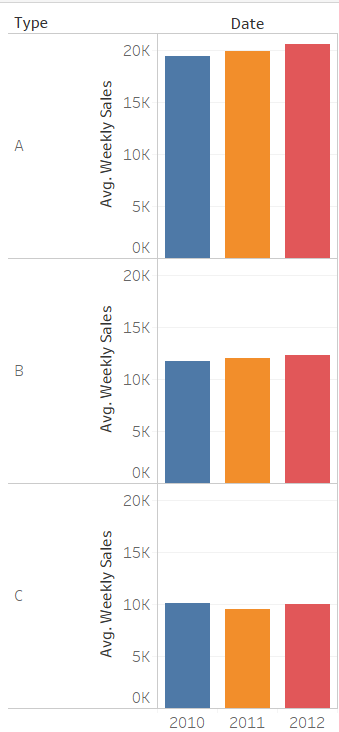 Type Date
20K
15K
10K
5K
0K
Avg. Weekly Sales
A
20K
15K
10K
5K
0K
Avg. Weekly Sales
B
20K
15K
10K
5K
0K
Avg. Weekly Sales
C
2010 2011 2012